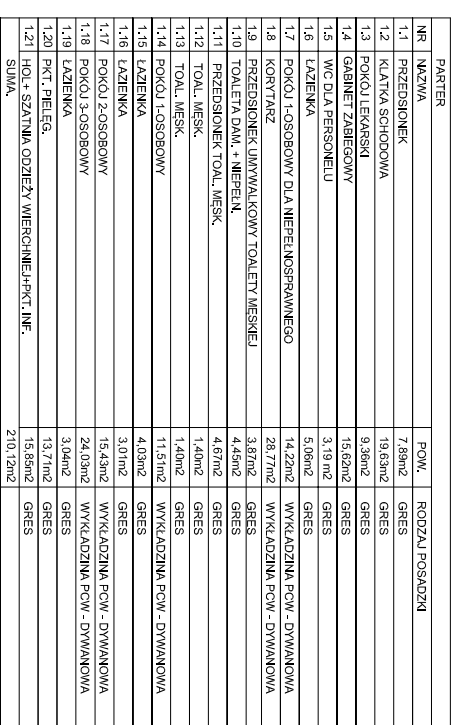 PARTER
NR NAZWA POW. RODZAJ POSADZKI
1.1 PRZEDSIONEK 7,89m2 GRES
1.2 KLATKA SCHODOWA 19,63m2 GRES
1.3 POKÓJ LEKARSKI 9,36m2 GRES
1.4 GABINET ZABIEGOWY 15,62m2 GRES
1.5 WC DLA PERSONELU 3,19 m2 GRES
1.6 ŁAZIENKA 5,06m2 GRES
1.7 POKÓJ 1-OSOBOWY DLA NIEPEŁNOSPRAWNEGO 14,22m2 WYKŁADZINA PCW - DYWANOWA
1.8 KORYTARZ 28,77m2 WYKŁADZINA PCW - DYWANOWA
1.9 PRZEDSIONEK UMYWALKOWY TOALETY MĘSKIEJ 3,87m2 GRES
1.10 TOALETA DAM. + NIEPEŁN. 4,45m2 GRES
1.11 PRZEDSIONEK TOAL. MĘSK. 4,67m2 GRES
1.12 TOAL. MĘSK. 1,40m2 GRES
1.13 TOAL. MĘSK. 1,40m2 GRES
1.14 POKÓJ 1-OSOBOWY 11,51m2 WYKŁADZINA PCW - DYWANOWA
1.15 ŁAZIENKA 4,03m2 GRES
1.16 ŁAZIENKA 3,01m2 GRES
1.17 POKÓJ 2-OSOBOWY 15,43m2 WYKŁADZINA PCW - DYWANOWA
1.18 POKÓJ 3-OSOBOWY 24,03m2 WYKŁADZINA PCW - DYWANOWA
1.19 ŁAZIENKA 3,04m2 GRES
1.20 PKT. PIELĘG. 13,71m2 GRES
1.21 HOL+ SZATNIA ODZIEŻY WIERCHNIEJ+PKT. INF. 15,85m2 GRES
SUMA. 210,12m2